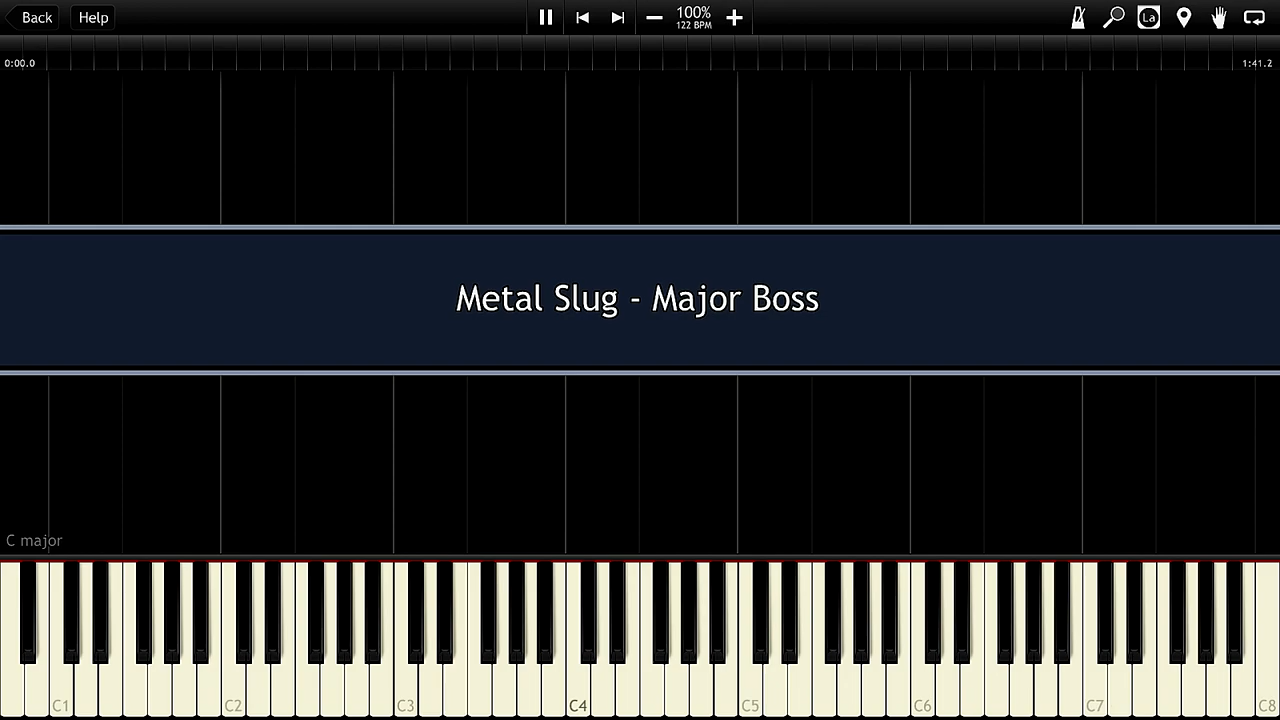 Back Help 100% La
122 BPM
0:00.0 1:41.2
Metal Slug - Major Boss
C major
C1 C2 C3 C4 C5 C6 C7 C8